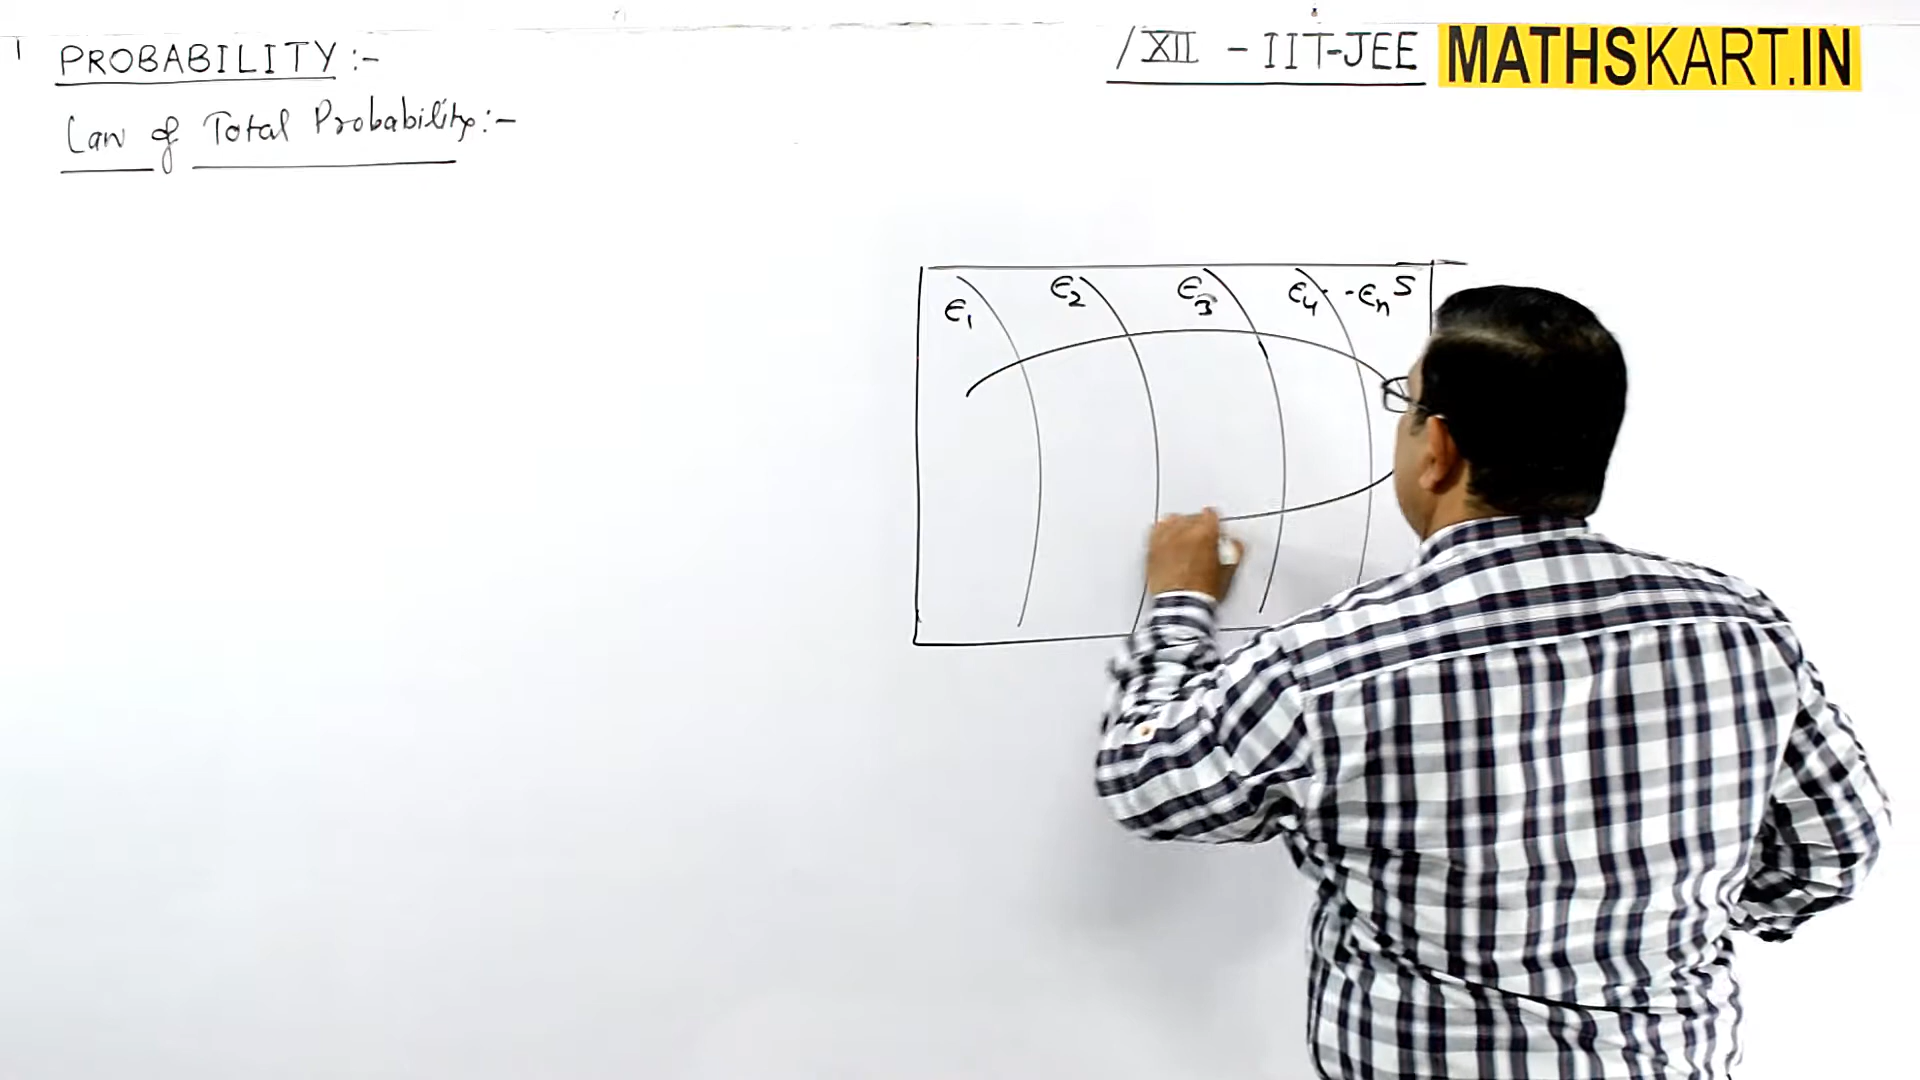 PROBABILITY :-
/XII - IIT-JEE MATHSKART.IN
Law of Total Probability:-
E1 E2 E3 E4 - - En S